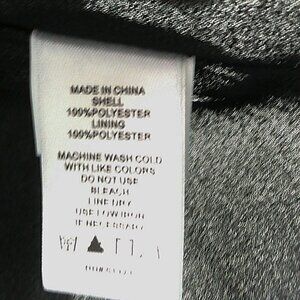 MADE IN CHINA
SHELL
100%POLYESTER
LINING
100%POLYESTER
MACHINE WASH COLD
WITH LIKE COLORS
DO NOT USE
BLEACH
LINE DRY
USE LOW IRON
IF NECESSARY